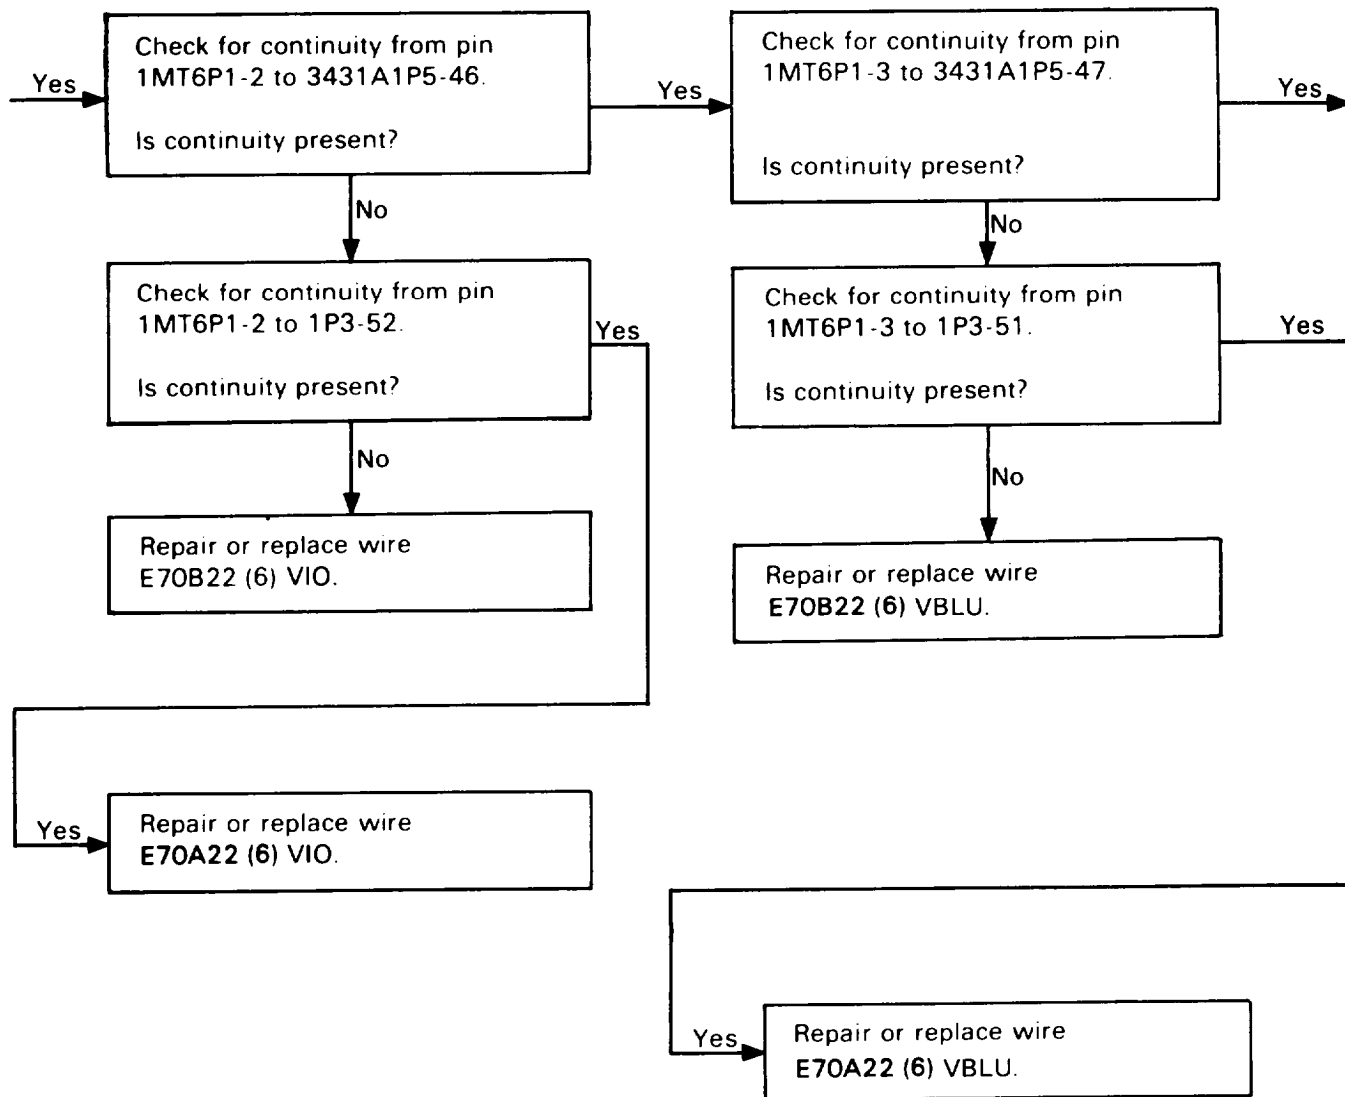 Yes
Check for continuity from pin
1MT6P1-2 to 3431A1P5-46.
Is continuity present?
Yes
Check for continuity from pin
1MT6P1-3 to 3431A1P5-47.
Is continuity present?
Yes
No
No
Check for continuity from pin
1MT6P1-2 to 1P3-52.
Is continuity present?
Yes
Check for continuity from pin
1MT6P1-3 to 1P3-51.
Is continuity present?
Yes
No
No
Repair or replace wire
E70B22 (6) VIO.
Repair or replace wire
E70B22 (6) VBLU.
Yes
Repair or replace wire
E70A22 (6) VIO.
Yes
Repair or replace wire
E70A22 (6) VBLU.